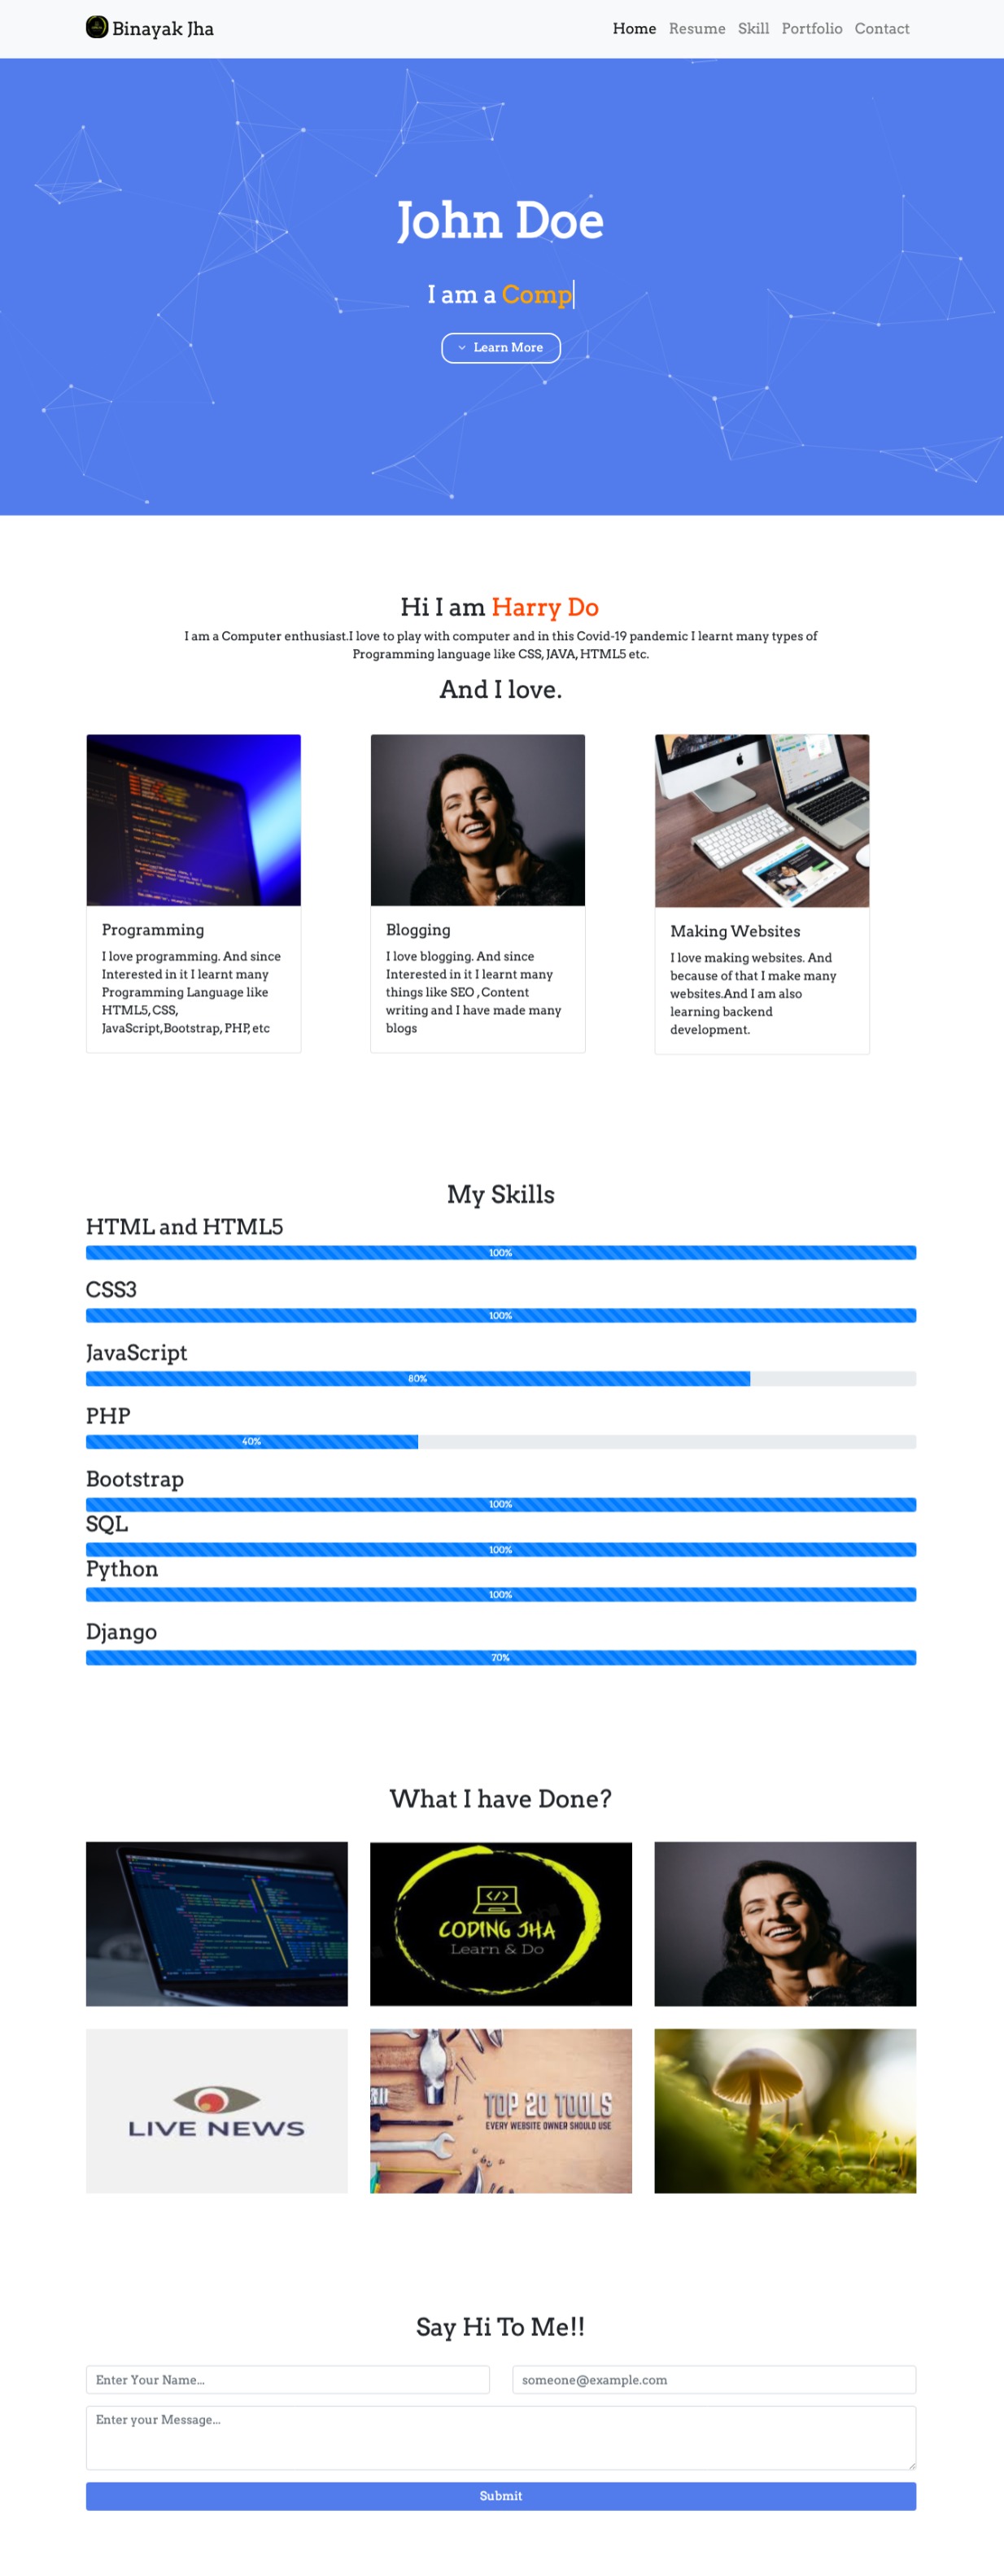 Binayak Jha
Home Resume Skill Portfolio Contact
John Doe
I am a Comp
Learn More
Hi I am Harry Do
I am a Computer enthusiast.I love to play with computer and in this Covid-19 pandemic I learnt many types of
Programming language like CSS, JAVA, HTML5 etc.
And I love.
Programming
I love programming. And since
Interested in it I learnt many
Programming Language like
HTML5, CSS,
JavaScript,Bootstrap, PHP, etc
Blogging
I love blogging. And since
Interested in it I learnt many
things like SEO , Content
writing and I have made many
blogs
Making Websites
I love making websites. And
because of that I make many
websites.And I am also
learning backend
development.
My Skills
HTML and HTML5
100%
CSS3
100%
JavaScript
80%
PHP
40%
Bootstrap
100%
SQL
100%
Python
100%
Django
70%
What I have Done?
CODING JHA
Learn & Do
LIVE NEWS
TOP 20 TOOLS
EVERY WEBSITE OWNER SHOULD USE
Say Hi To Me!!
Enter Your Name...
someone@example.com
Enter your Message...
Submit